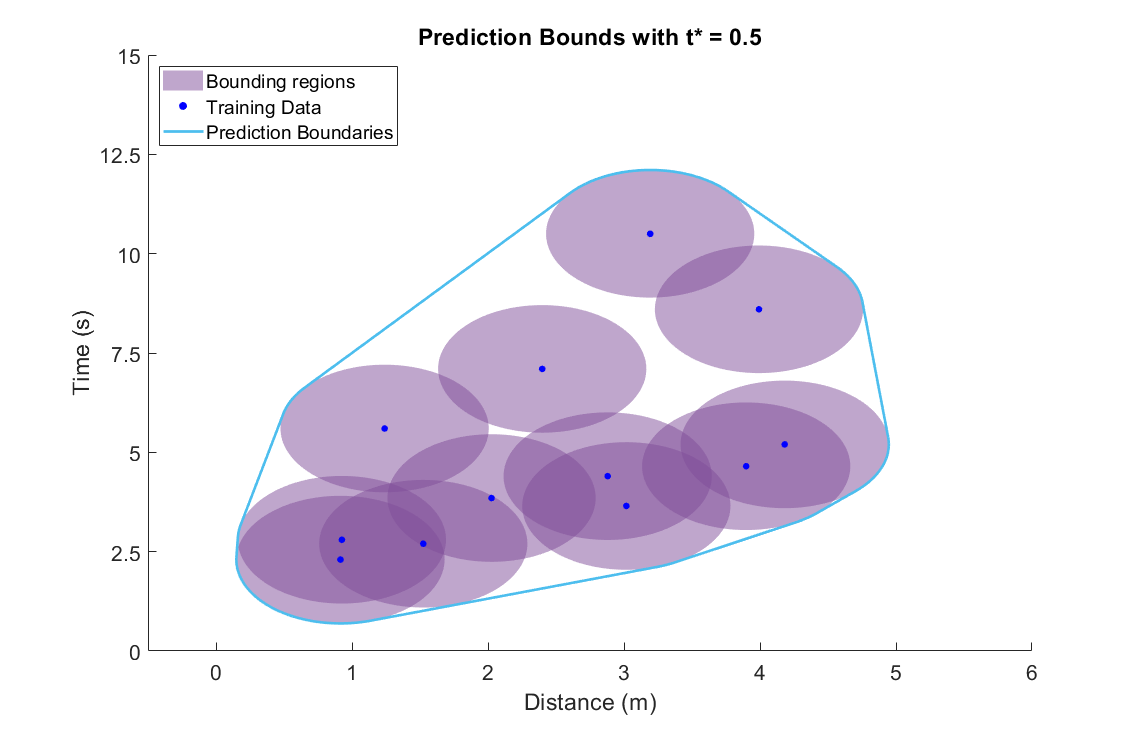 Prediction Bounds with t* = 0.5
15
12.5
10
7.5
5
2.5
0
Time (s)
Bounding regions
Training Data
Prediction Boundaries
0 1 2 3 4 5 6
Distance (m)